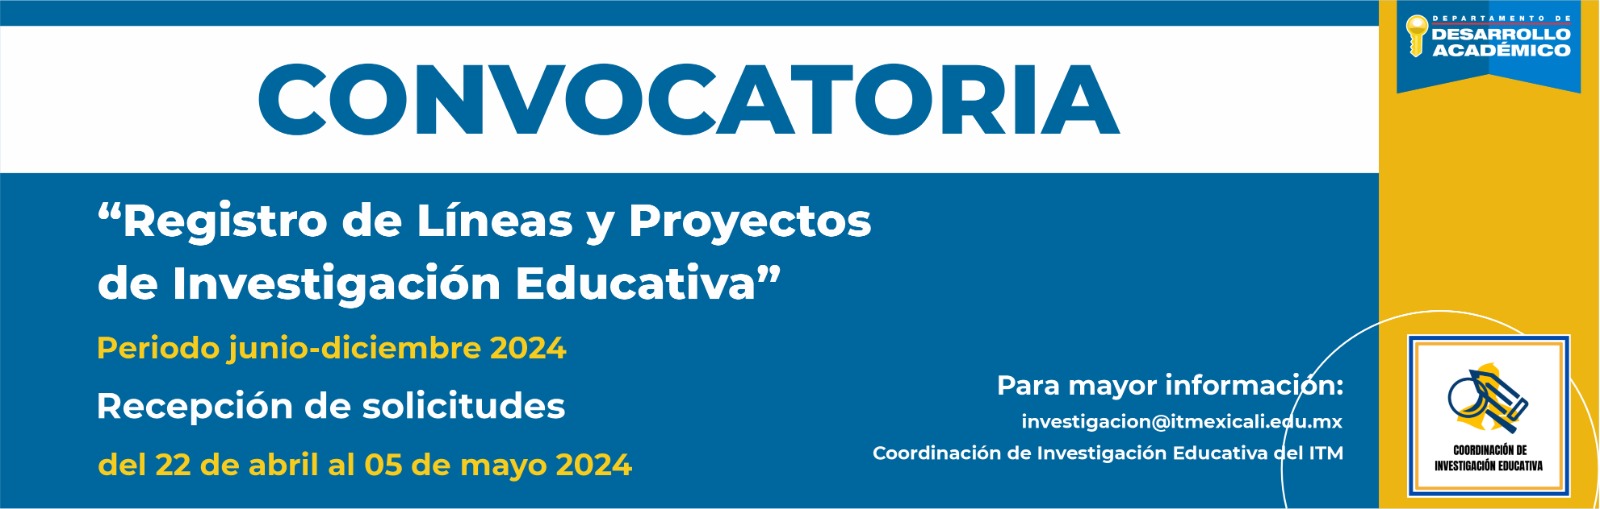 DEPARTAMENTO DE
DESARROLLO
ACADÉMICO
CONVOCATORIA
“Registro de Líneas y Proyectos
de Investigación Educativa”
Periodo junio-diciembre 2024
Recepción de solicitudes
del 22 de abril al 05 de mayo 2024
Para mayor información:
investigacion@itmexicali.edu.mx
Coordinación de Investigación Educativa del ITM
COORDINACIÓN DE
INVESTIGACIÓN EDUCATIVA